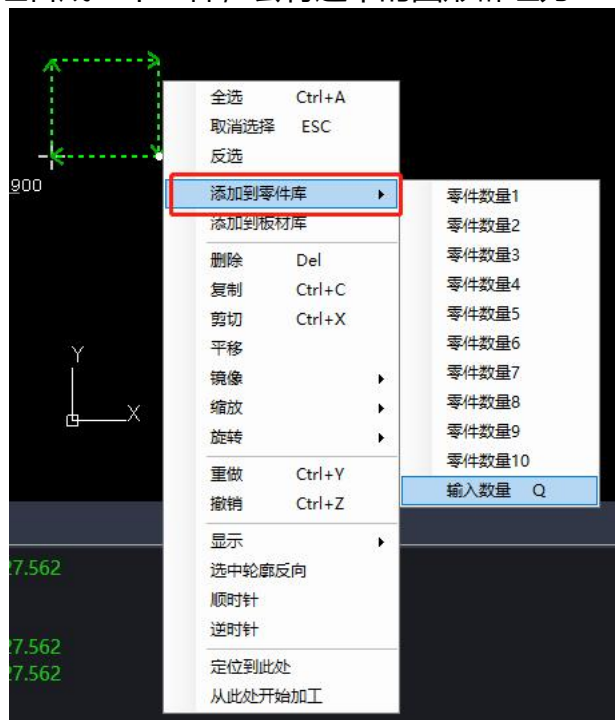 900
Y
X
全选 Ctrl+A
取消选择 ESC
反选
添加到零件库
添加到板材库
删除 Del
复制 Ctrl+C
剪切 Ctrl+X
平移
镜像
缩放
旋转
重做 Ctrl+Y
撤销 Ctrl+Z
显示
选中轮廓反向
顺时针
逆时针
定位到此处
从此处开始加工
零件数量1
零件数量2
零件数量3
零件数量4
零件数量5
零件数量6
零件数量7
零件数量8
零件数量9
零件数量10
输入数量 Q
27.562
27.562
27.562